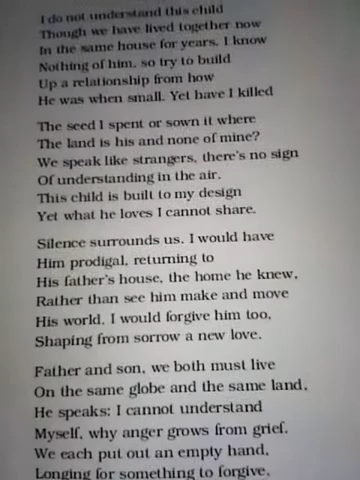 I do not understand this child
Though we have lived together now
In the same house for years. I know
Nothing of him, so try to build
Up a relationship from how
He was when small. Yet have I killed
The seed I spent or sown it where
The land is his and none of mine?
We speak like strangers, there's no sign
Of understanding in the air.
This child is built to my design
Yet what he loves I cannot share.
Silence surrounds us. I would have
Him prodigal, returning to
His father's house, the home he knew,
Rather than see him make and move
His world. I would forgive him too,
Shaping from sorrow a new love.
Father and son, we both must live
On the same globe and the same land,
He speaks: I cannot understand
Myself, why anger grows from grief.
We each put out an empty hand,
Longing for something to forgive.